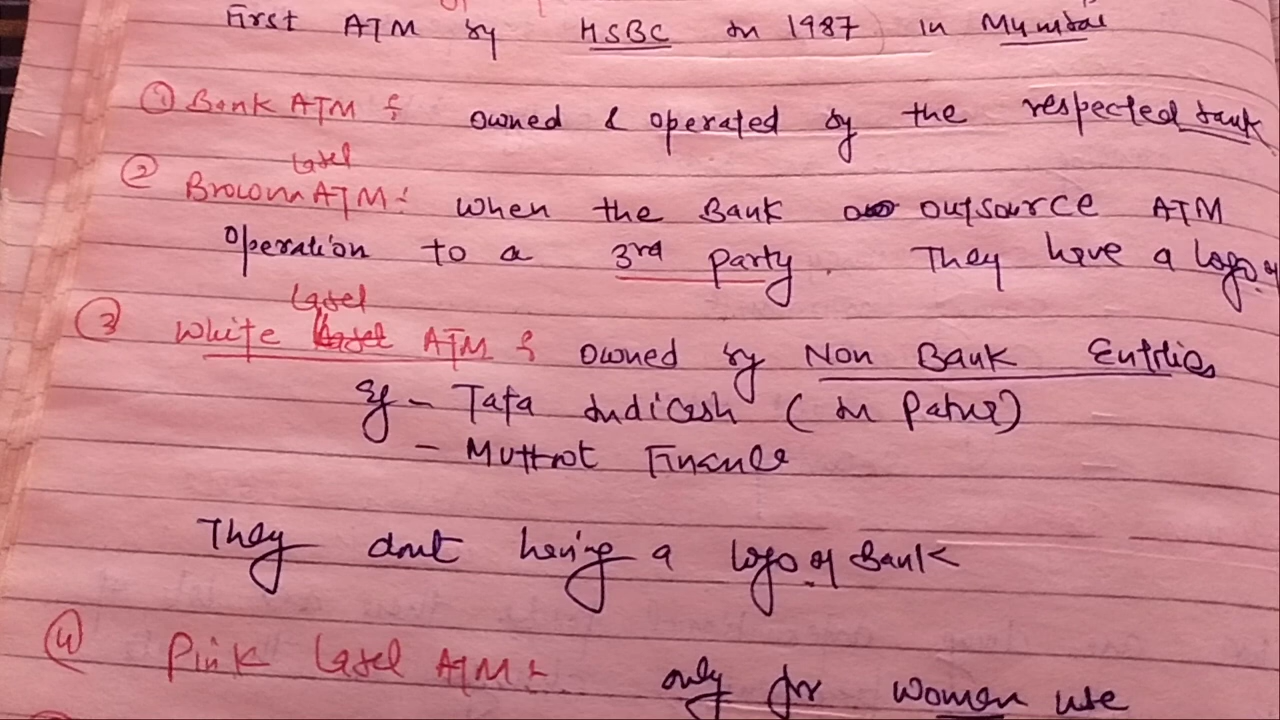 First ATM by HSBC in 1987 in Mumbai
① Bank ATM : owned & operated by the respected bank
② Brown Label ATM : When the Bank outsource ATM
operation to a 3rd party. They have a logo of
③ White Label ATM : owned by Non Bank Entities
Eg - Tata Indicash (in
- Muttrot Finance
They dont having a logo of Bank
④ Pink Label ATM : only for women use